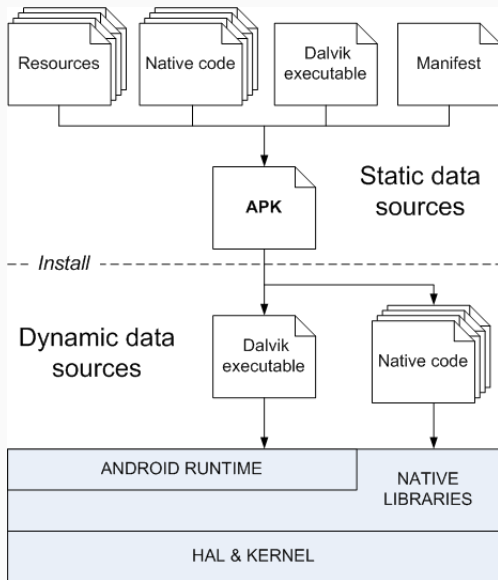 Resources
Native code
Dalvik
executable
Manifest
APK
Static data
sources
Install
Dynamic data
sources
Dalvik
executable
Native code
ANDROID RUNTIME
NATIVE
LIBRARIES
HAL & KERNEL